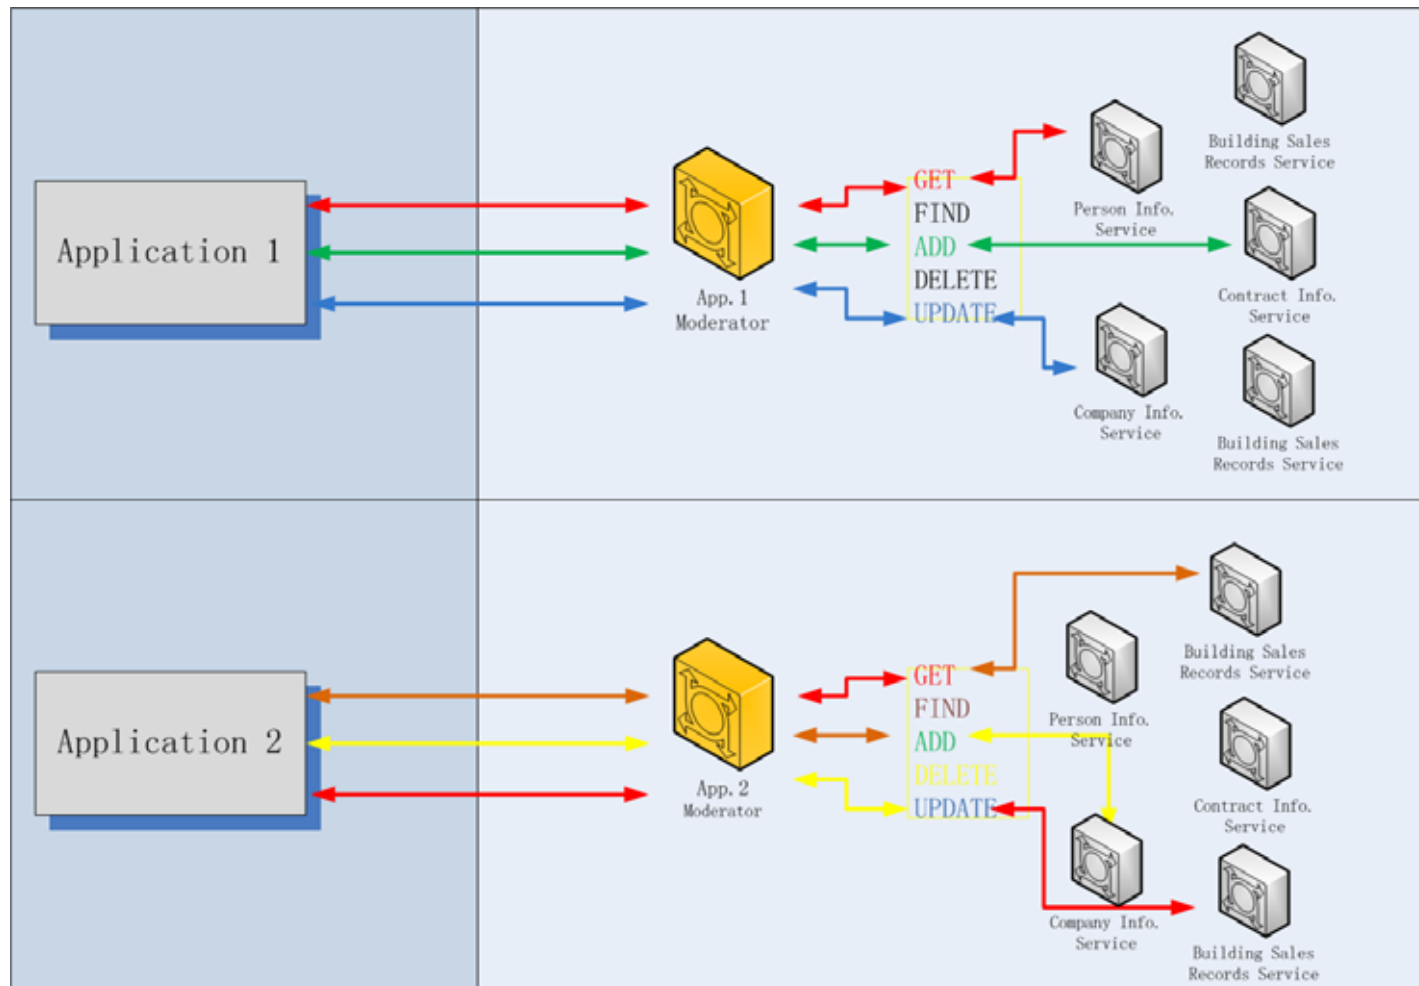 Application 1
App.1
Moderator
GET
FIND
ADD
DELETE
UPDATE
Person Info.
Service
Building Sales
Records Service
Contract Info.
Service
Company Info.
Service
Building Sales
Records Service
Application 2
App.2
Moderator
GET
FIND
ADD
DELETE
UPDATE
Building Sales
Records Service
Person Info.
Service
Contract Info.
Service
Company Info.
Service
Building Sales
Records Service